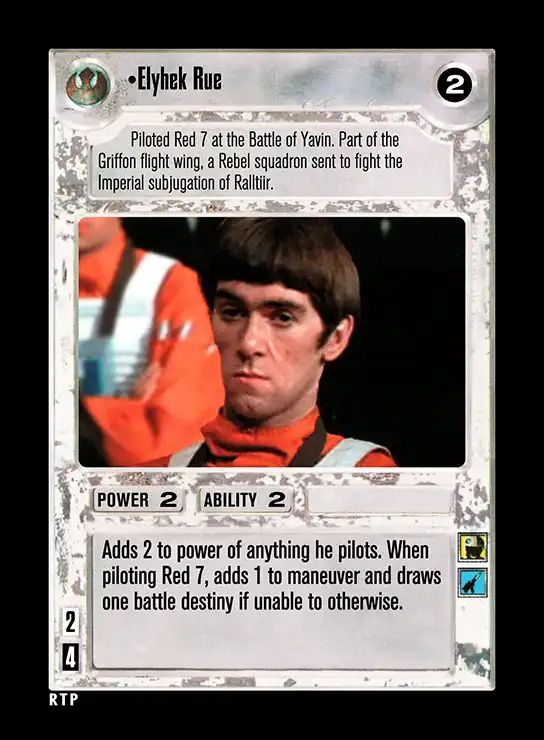 •Elyhek Rue
2
Piloted Red 7 at the Battle of Yavin. Part of the
Griffon flight wing, a Rebel squadron sent to fight the
Imperial subjugation of Ralltiir.
POWER 2 ABILITY 2
Adds 2 to power of anything he pilots. When
piloting Red 7, adds 1 to maneuver and draws
one battle destiny if unable to otherwise.
2
4
RTP